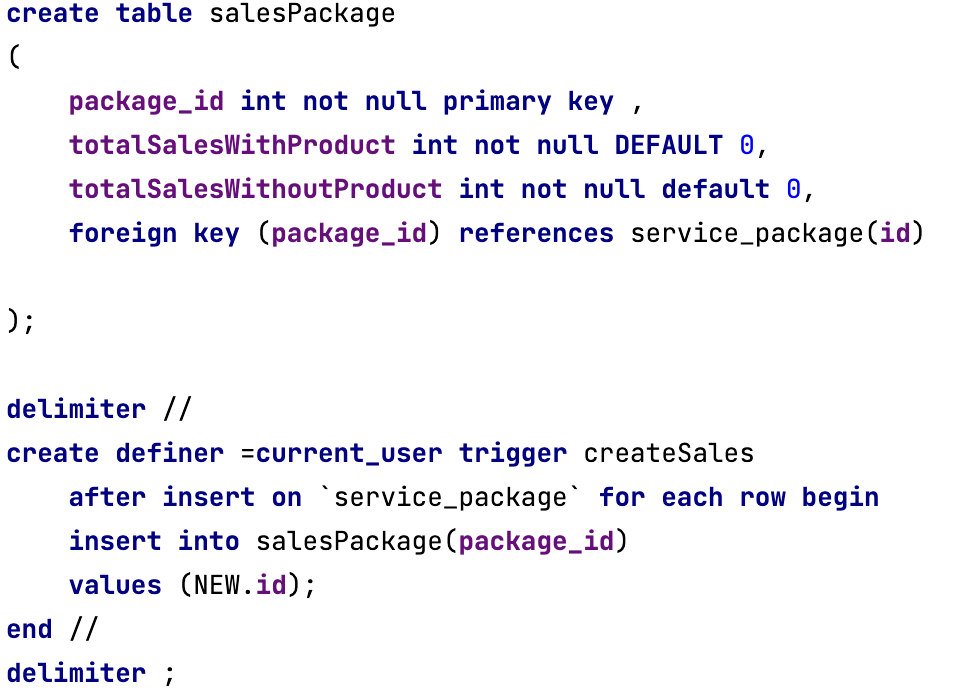 create table salesPackage
(
    package_id int not null primary key ,
    totalSalesWithProduct int not null DEFAULT 0,
    totalSalesWithoutProduct int not null default 0,
    foreign key (package_id) references service_package(id)

);

delimiter //
create definer =current_user trigger createSales
    after insert on `service_package` for each row begin
    insert into salesPackage(package_id)
    values (NEW.id);
end //
delimiter ;